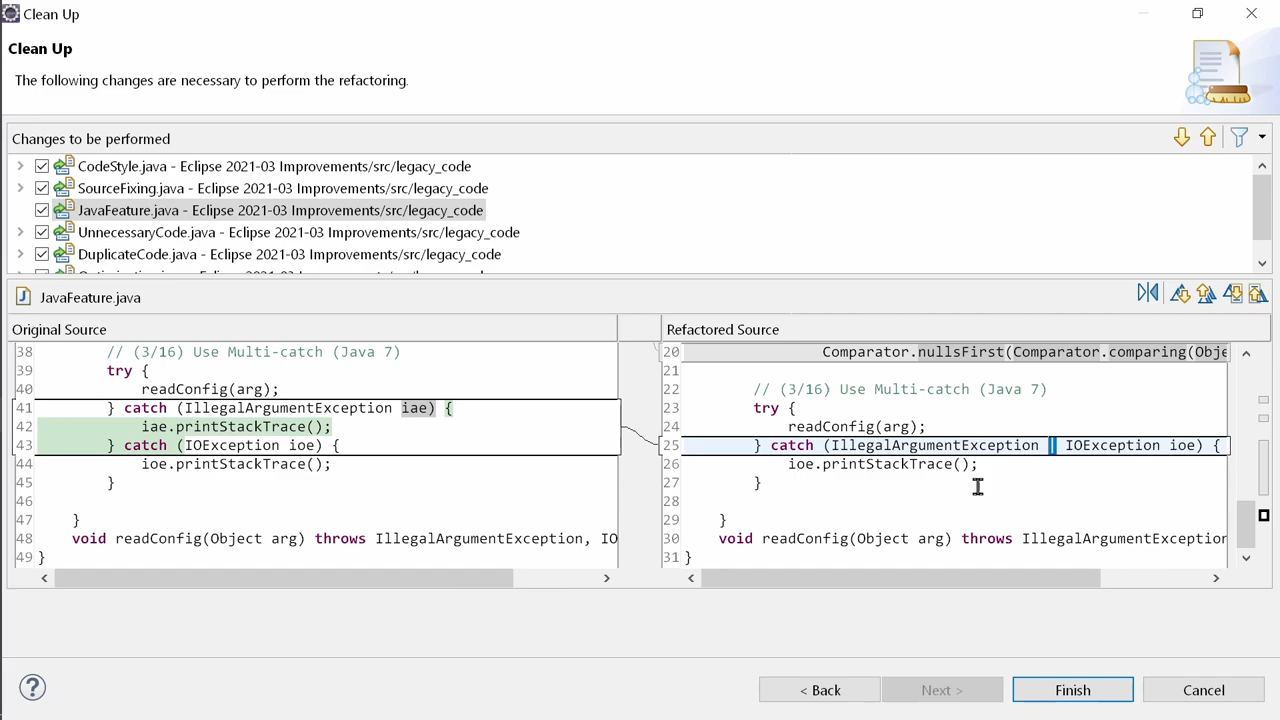 Clean Up
Clean Up
The following changes are necessary to perform the refactoring.
Changes to be performed
CodeStyle.java - Eclipse 2021-03 Improvements/src/legacy_code
SourceFixing.java - Eclipse 2021-03 Improvements/src/legacy_code
JavaFeature.java - Eclipse 2021-03 Improvements/src/legacy_code
UnnecessaryCode.java - Eclipse 2021-03 Improvements/src/legacy_code
DuplicateCode.java - Eclipse 2021-03 Improvements/src/legacy_code
JavaFeature.java
Original Source
38 // (3/16) Use Multi-catch (Java 7)
39 try {
40 readConfig(arg);
41 } catch (IllegalArgumentException iae) {
42 iae.printStackTrace();
43 } catch (IOException ioe) {
44 ioe.printStackTrace();
45 }
46
47 }
48 void readConfig(Object arg) throws IllegalArgumentException, IO
49 }
Refactored Source
20 Comparator.nullsFirst(Comparator.comparing(Obje
21
22 // (3/16) Use Multi-catch (Java 7)
23 try {
24 readConfig(arg);
25 } catch (IllegalArgumentException | IOException ioe) {
26 ioe.printStackTrace();
27 }
28
29 }
30 void readConfig(Object arg) throws IllegalArgumentException
31 }
< Back
Next >
Finish
Cancel